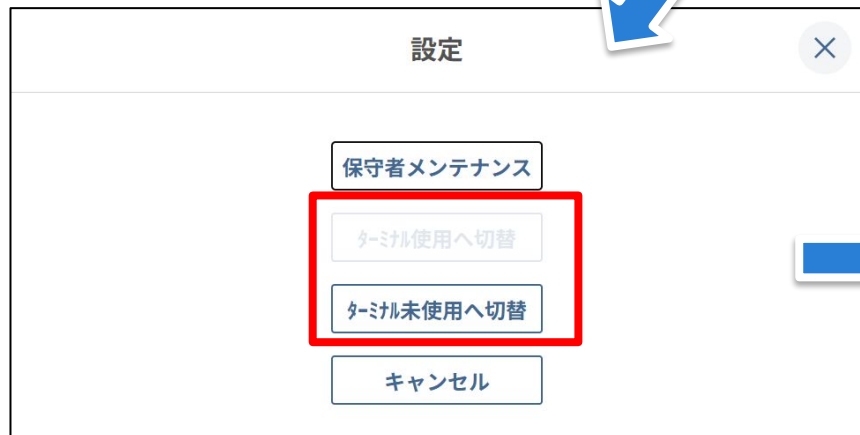 設定
保守者メンテナンス
ﾀｰﾐﾅﾙ使用へ切替
ﾀｰﾐﾅﾙ未使用へ切替
キャンセル